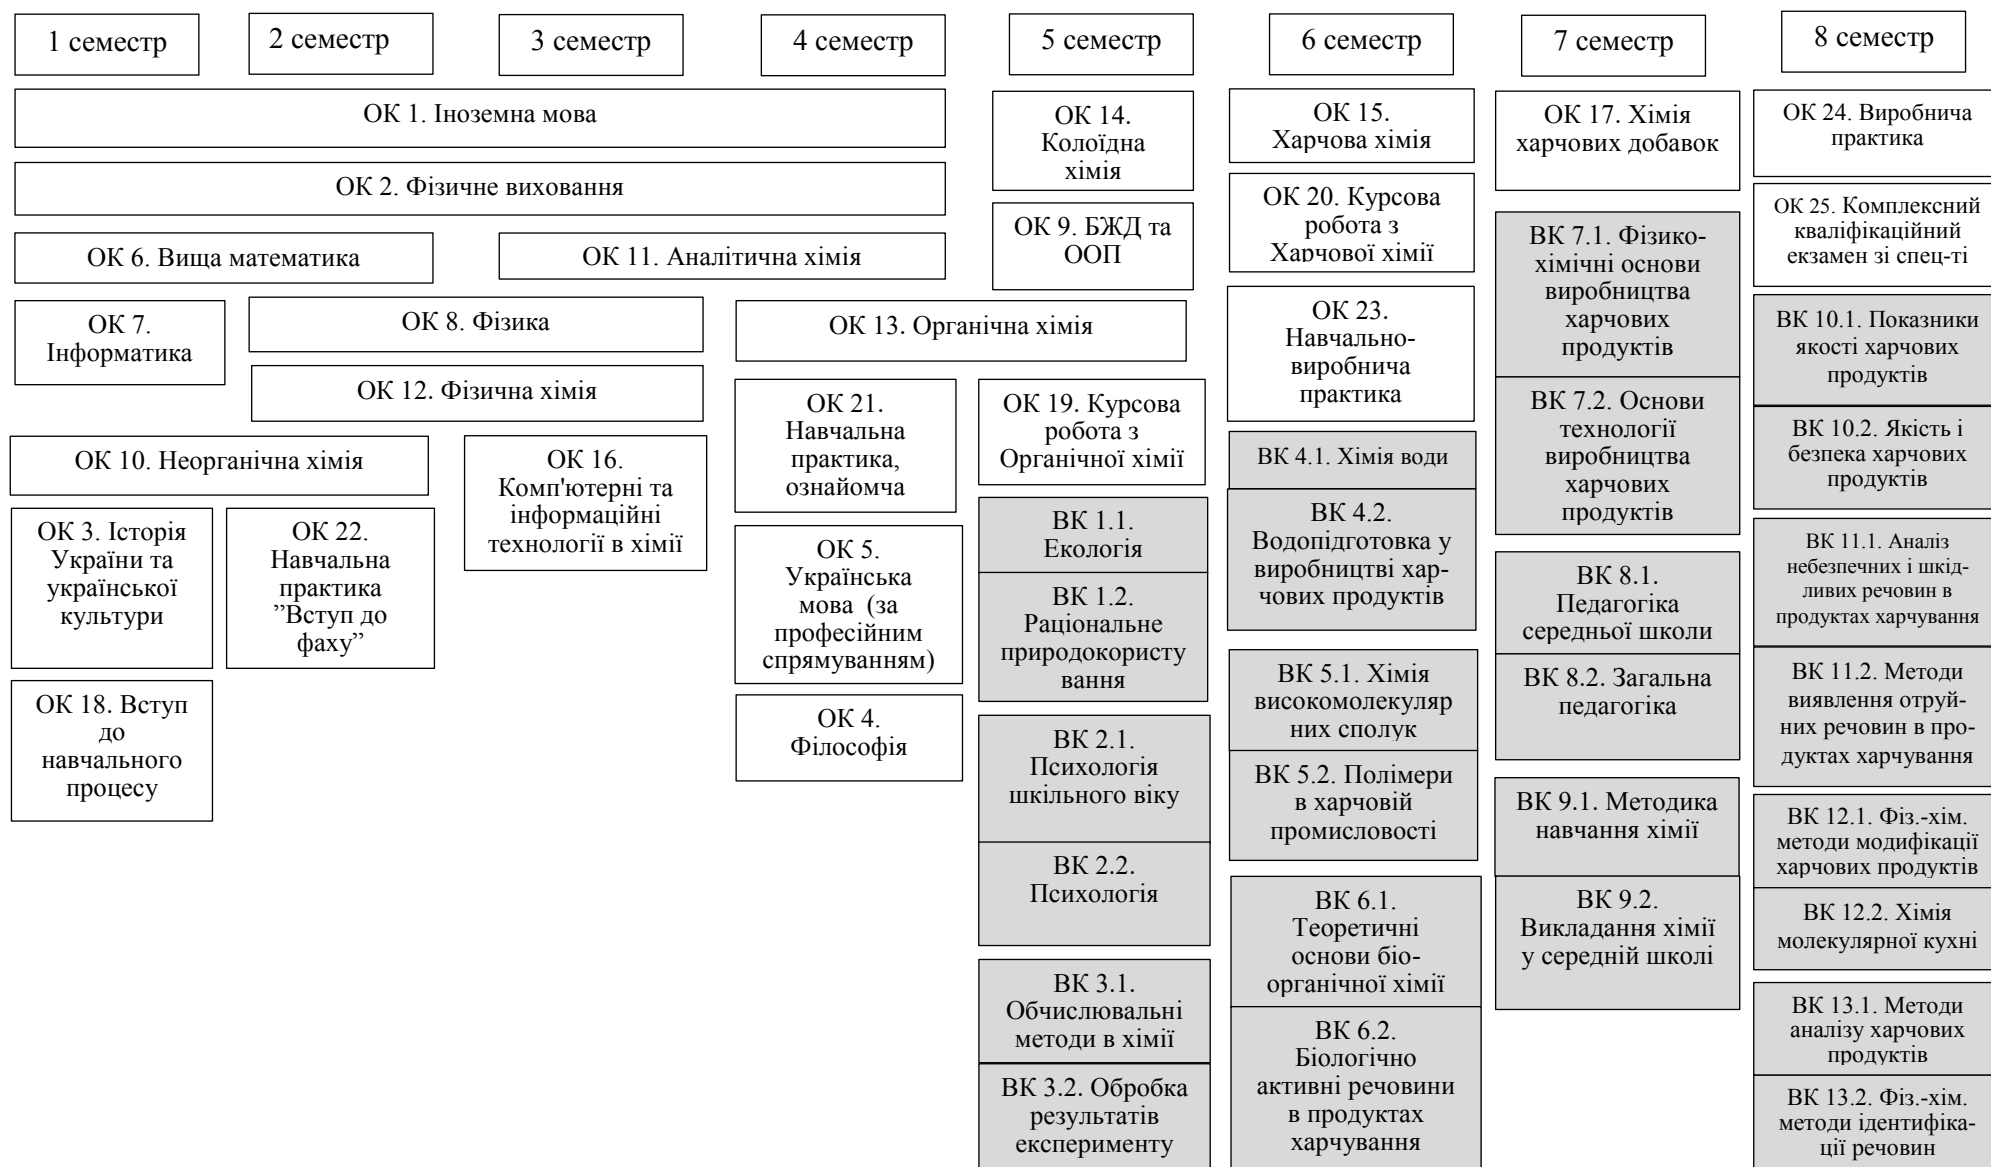 1 семестр
2 семестр
3 семестр
4 семестр
5 семестр
6 семестр
7 семестр
8 семестр
ОК 1. Іноземна мова
ОК 2. Фізичне виховання
ОК 6. Вища математика
ОК 11. Аналітична хімія
ОК 7.
Інформатика
ОК 8. Фізика
ОК 13. Органічна хімія
ОК 12. Фізична хімія
ОК 10. Неорганічна хімія
ОК 3. Історія
України та
української
культури
ОК 18. Вступ
до
навчального
процесу
ОК 22.
Навчальна
практика
”Вступ до
фаху”
ОК 16.
Комп'ютерні та
інформаційні
технології в хімії
ОК 21.
Навчальна
практика,
ознайомча
ОК 5.
Українська
мова (за
професійним
спрямуванням)
ОК 4.
Філософія
ОК 14.
Колоїдна
хімія
ОК 9. БЖД та
ООП
ОК 19. Курсова
робота з
Органічної хімії
ВК 1.1.
Екологія
ВК 1.2.
Раціональне
природокористу
вання
ВК 2.1.
Психологія
шкільного віку
ВК 2.2.
Психологія
ВК 3.1.
Обчислювальні
методи в хімії
ВК 3.2. Обробка
результатів
експерименту
ОК 15.
Харчова хімія
ОК 20. Курсова
робота з
Харчової хімії
ОК 23.
Навчально-
виробнича
практика
ВК 4.1. Хімія води
ВК 4.2.
Водопідготовка у
виробництві хар-
чових продуктів
ВК 5.1. Хімія
високомолекуляр
них сполук
ВК 5.2. Полімери
в харчовій
промисловості
ВК 6.1.
Теоретичні
основи біо-
органічної хімії
ВК 6.2.
Біологічно
активні речовини
в продуктах
харчування
ОК 17. Хімія
харчових добавок
ВК 7.1. Фізико-
хімічні основи
виробництва
харчових
продуктів
ВК 7.2. Основи
технології
виробництва
харчових
продуктів
ВК 8.1.
Педагогіка
середньої школи
ВК 8.2. Загальна
педагогіка
ВК 9.1. Методика
навчання хімії
ВК 9.2.
Викладання хімії
у середній школі
ОК 24. Виробнича
практика
ОК 25. Комплексний
кваліфікаційний
екзамен зі спец-ті
ВК 10.1. Показники
якості харчових
продуктів
ВК 10.2. Якість і
безпека харчових
продуктів
ВК 11.1. Аналіз
небезпечних і шкід-
ливих речовин в
продуктах харчування
ВК 11.2. Методи
виявлення отруй-
них речовин в про-
дуктах харчування
ВК 12.1. Фіз.-хім.
методи модифікації
харчових продуктів
ВК 12.2. Хімія
молекулярної кухні
ВК 13.1. Методи
аналізу харчових
продуктів
ВК 13.2. Фіз.-хім.
методи ідентифіка-
ції речовин